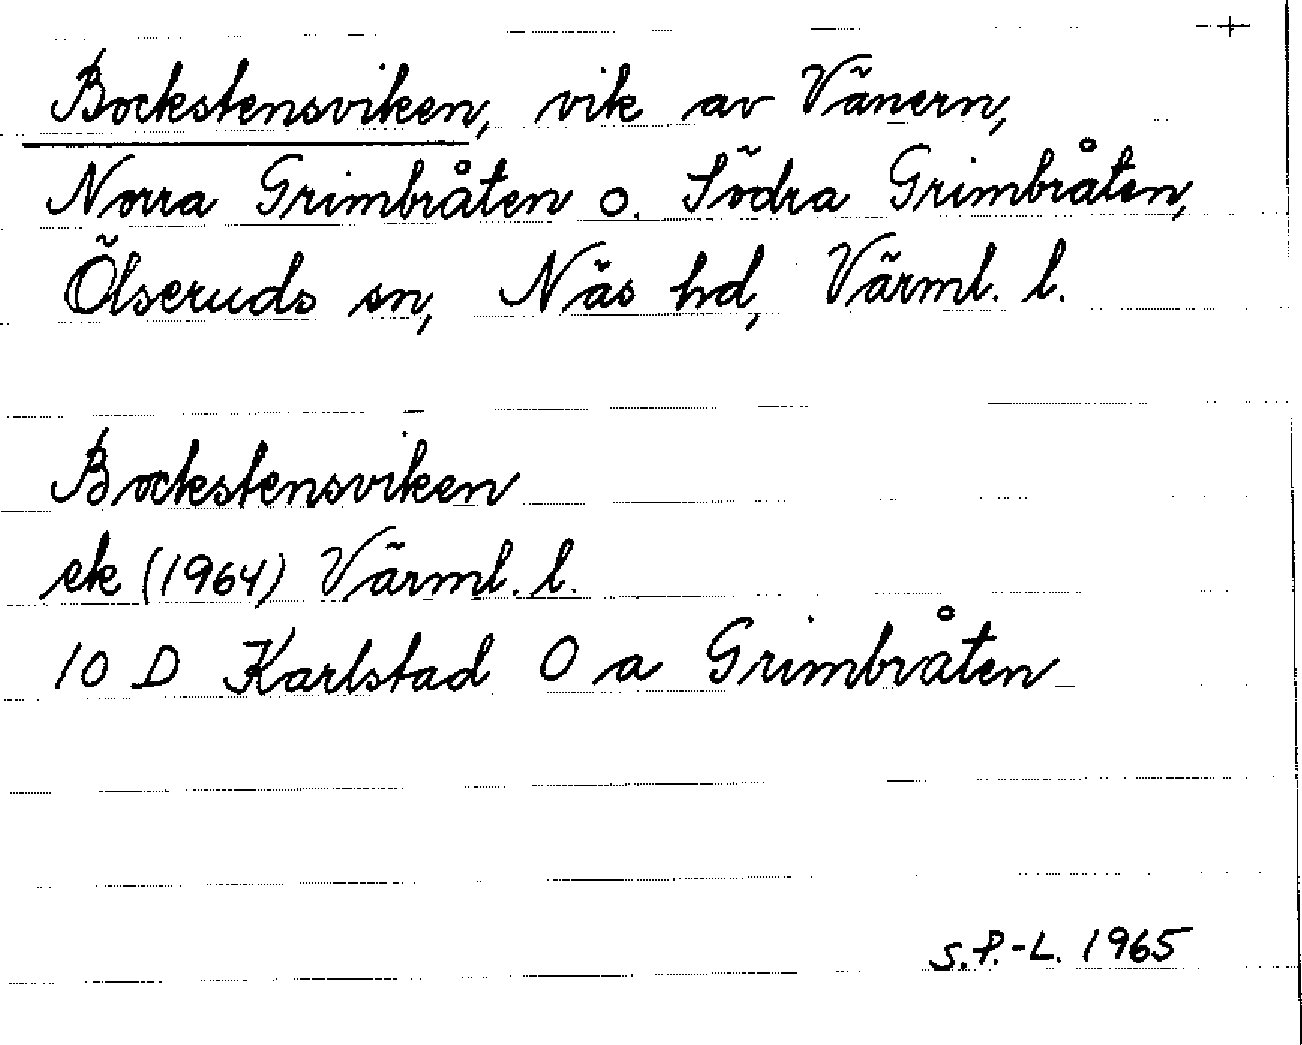 +
Bockstensviken, vik av Vänern,
Norra Grimbråten o. Södra Grimbråten,
Ölseruds sn, Näs hd, Värml. l.
Bockstensviken
ek (1964) Värml. l.
10 D Karlstad O a Grimbråten
S.P.-L. 1965